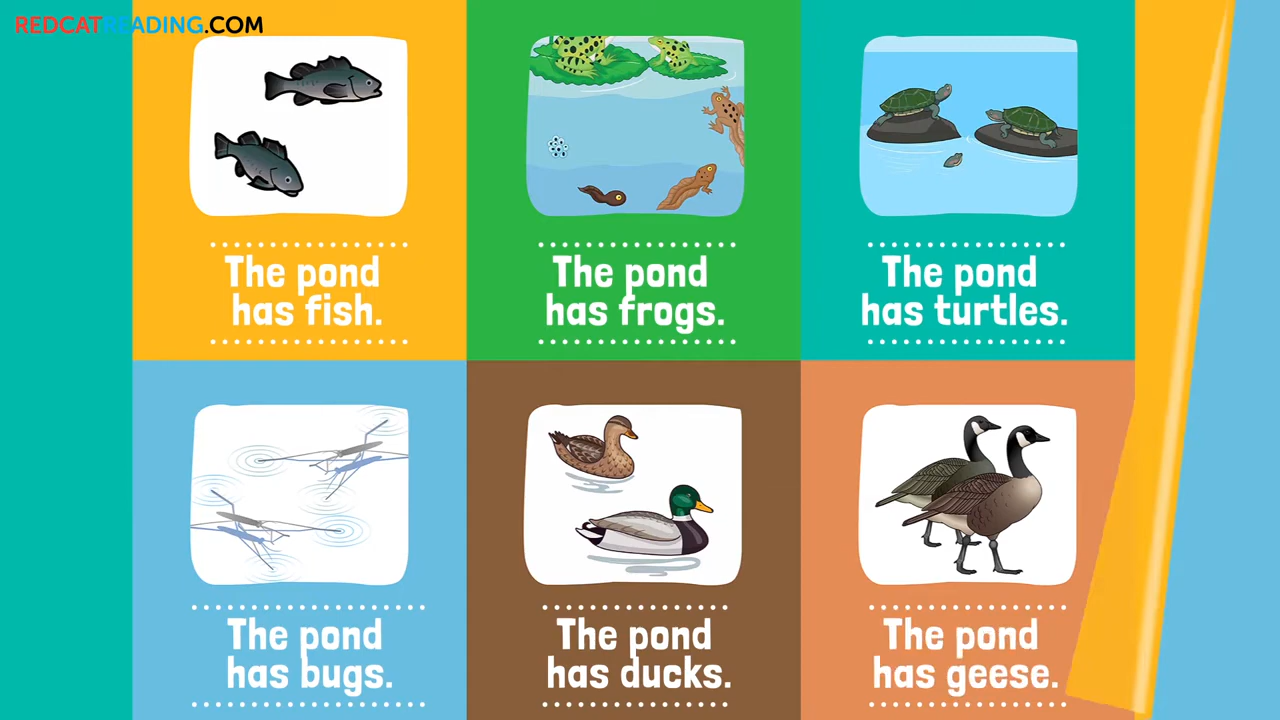 REDCATREADING.COM
The pond
has fish.
The pond
has frogs.
The pond
has turtles.
The pond
has bugs.
The pond
has ducks.
The pond
has geese.